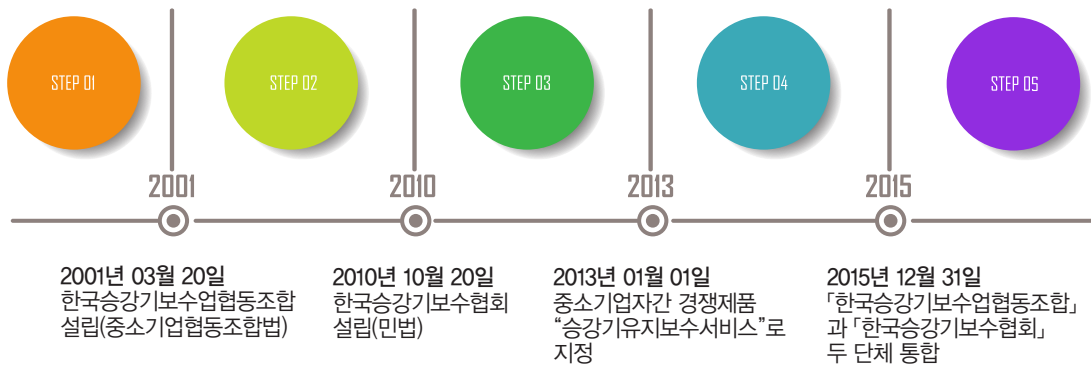 STEP 01
STEP 02
STEP 03
STEP 04
STEP 05
2001
2010
2013
2015
2001년 03월 20일
한국승강기보수업협동조합
설립(중소기업협동조합법)
2010년 10월 20일
한국승강기보수협회
설립(민법)
2013년 01월 01일
중소기업자간 경쟁제품
“승강기유지보수서비스”로
지정
2015년 12월 31일
「한국승강기보수업협동조합」
과 「한국승강기보수협회」
두 단체 통합